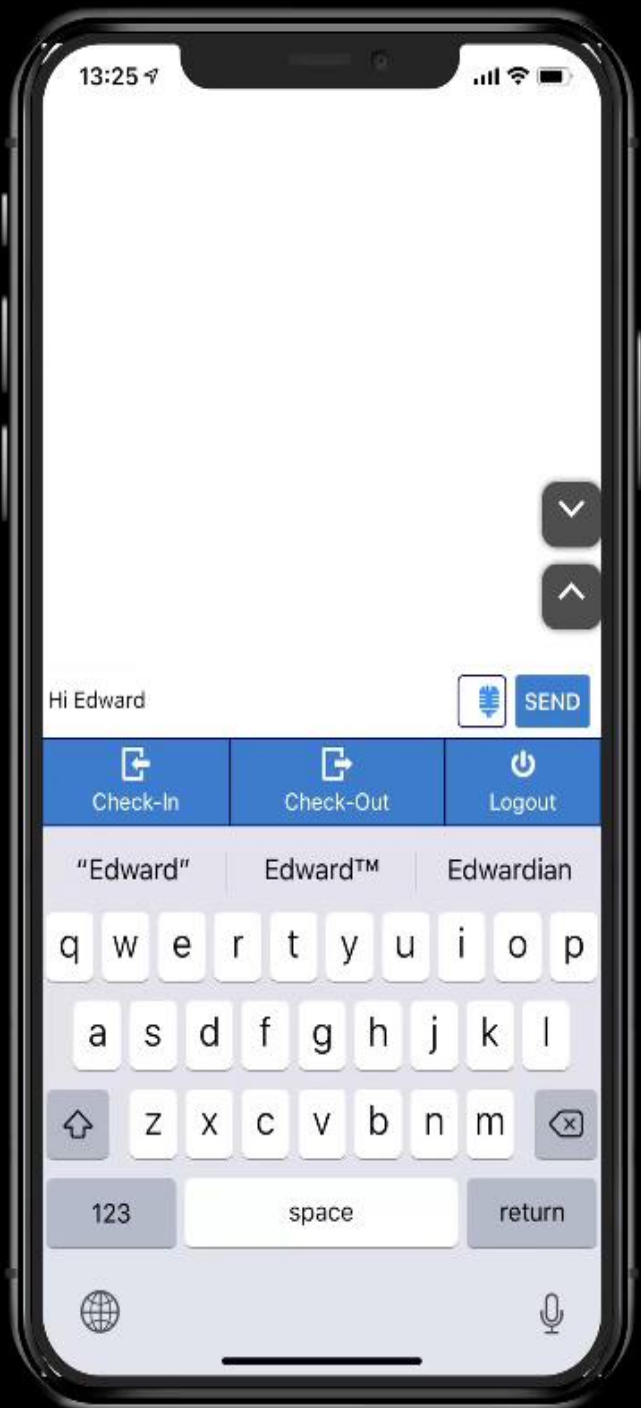 13:25
Hi Edward
SEND
Check-In Check-Out Logout
“Edward” Edward™ Edwardian
q w e r t y u i o p
a s d f g h j k l
z x c v b n m
123 space return